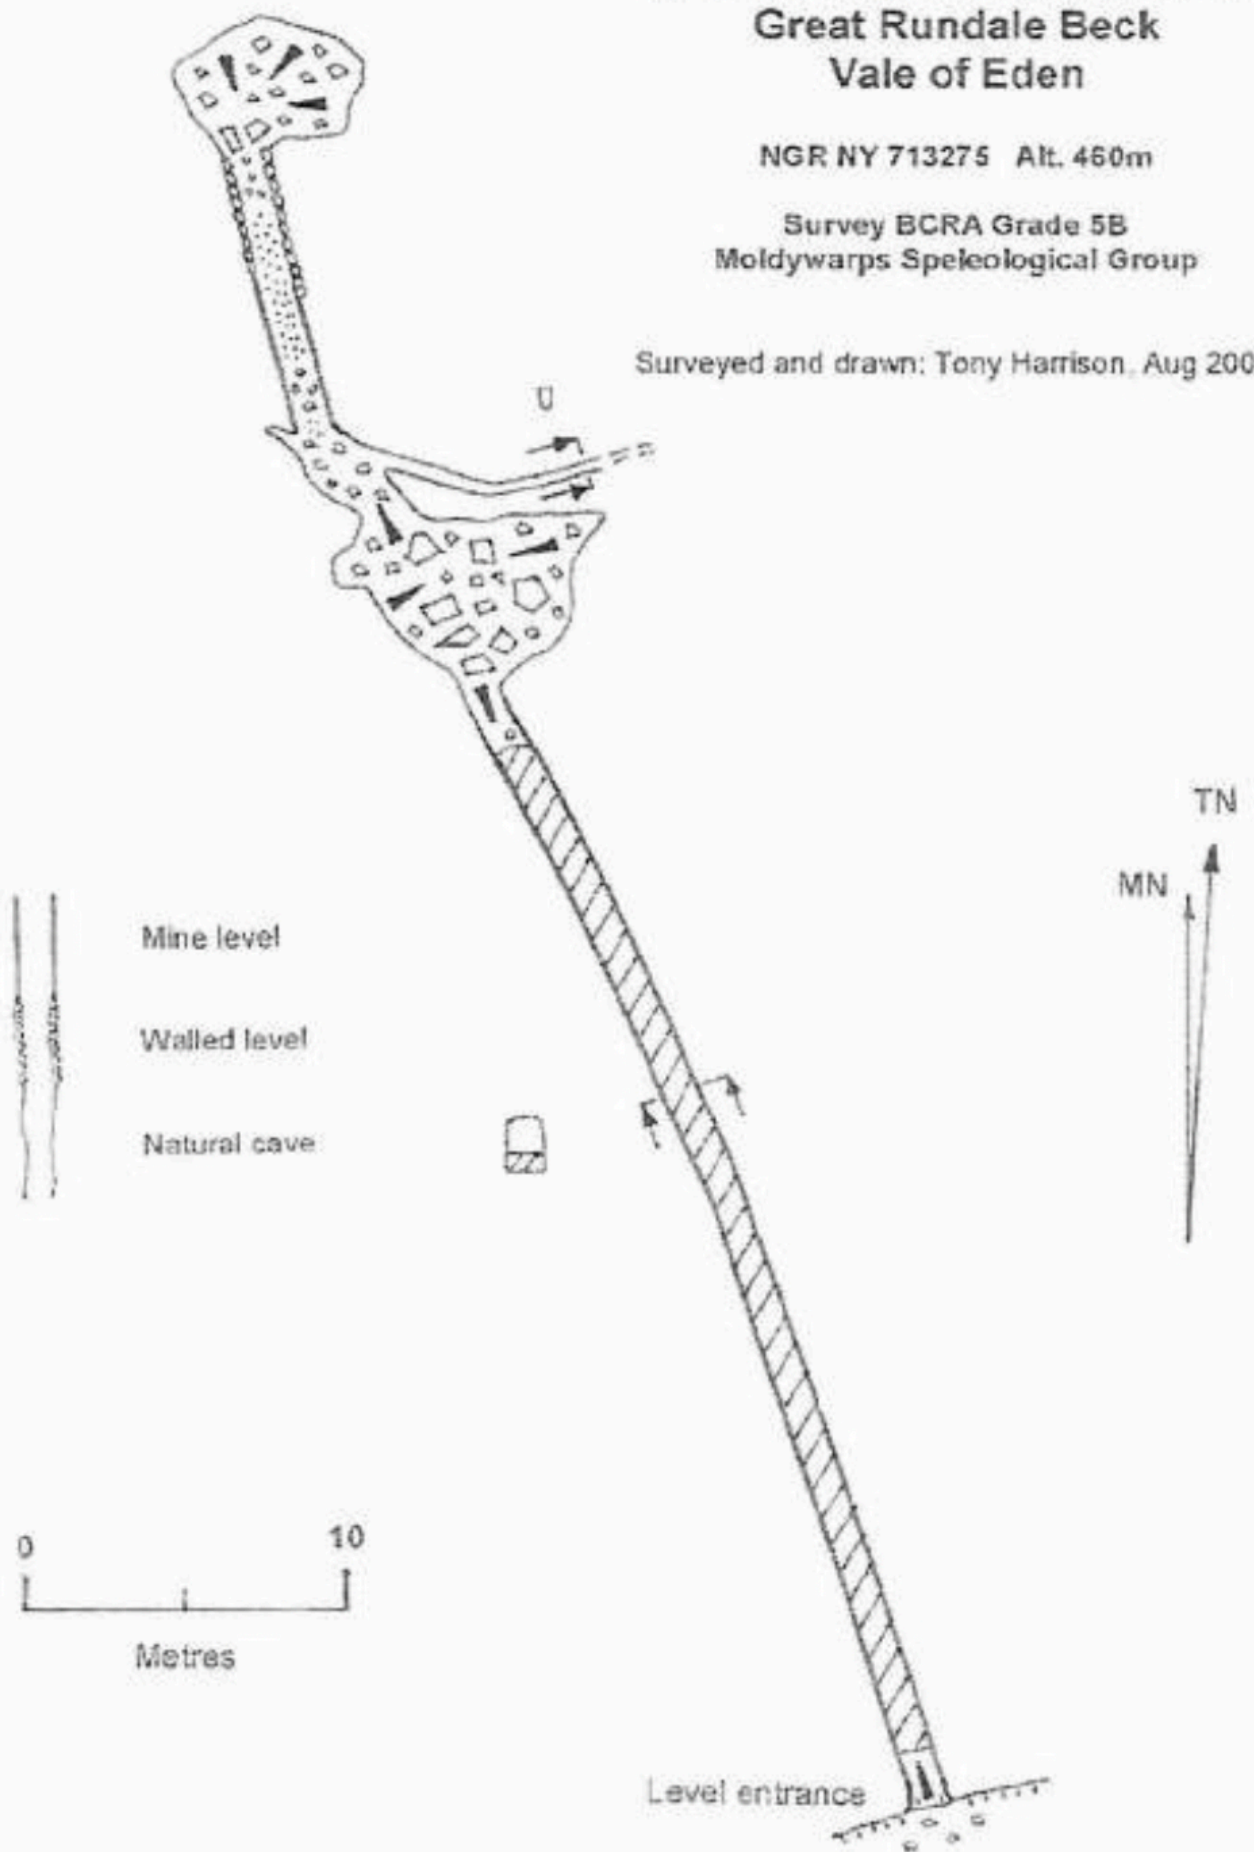 Great Rundale Beck
Vale of Eden
NGR NY 713275 Alt. 460m
Survey BCRA Grade 5B
Moldywarps Speleological Group
Surveyed and drawn: Tony Harrison, Aug 200
U
TN
MN
Mine level
Walled level
Natural cave
0 10
Metres
Level entrance